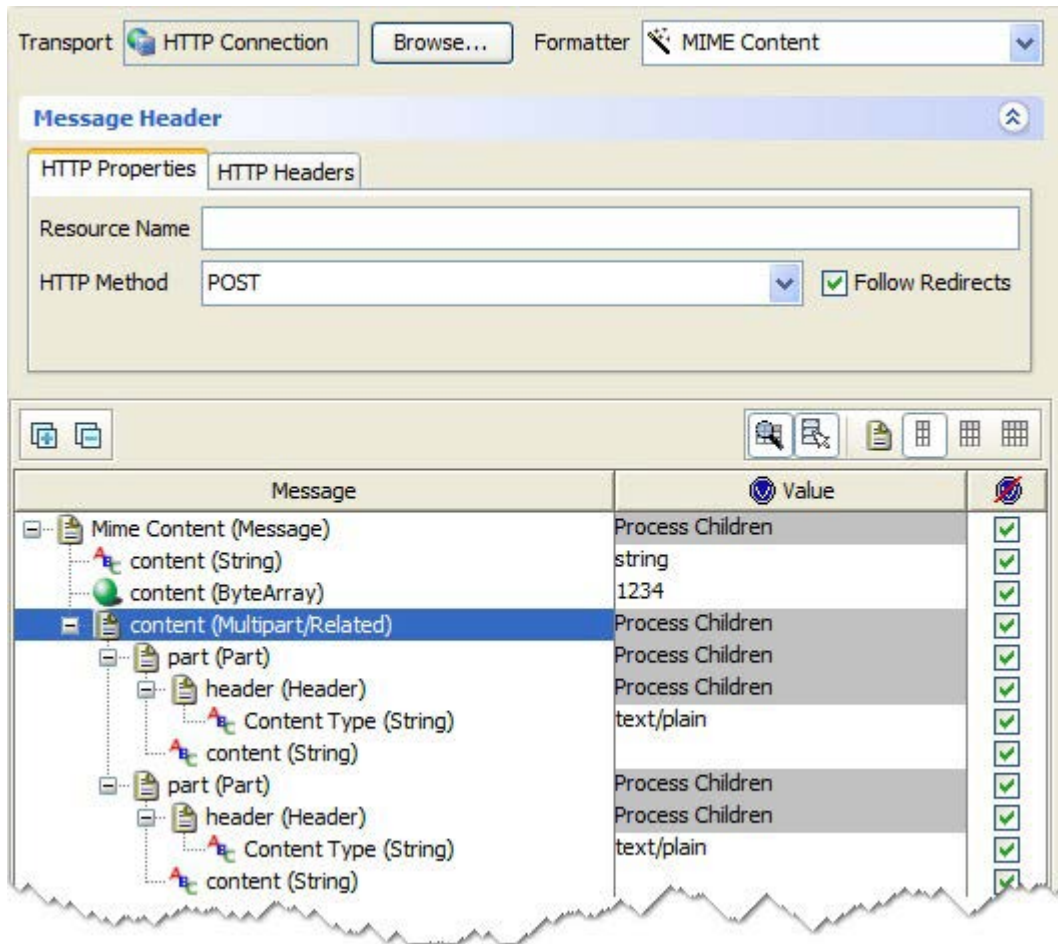 Transport HTTP Connection Browse... Formatter MIME Content
Message Header
HTTP Properties HTTP Headers
Resource Name
HTTP Method POST Follow Redirects
Message Value
Mime Content (Message) Process Children
content (String) string
content (ByteArray) 1234
content (Multipart/Related) Process Children
part (Part) Process Children
header (Header) Process Children
Content Type (String) text/plain
content (String)
part (Part) Process Children
header (Header) Process Children
Content Type (String) text/plain
content (String)